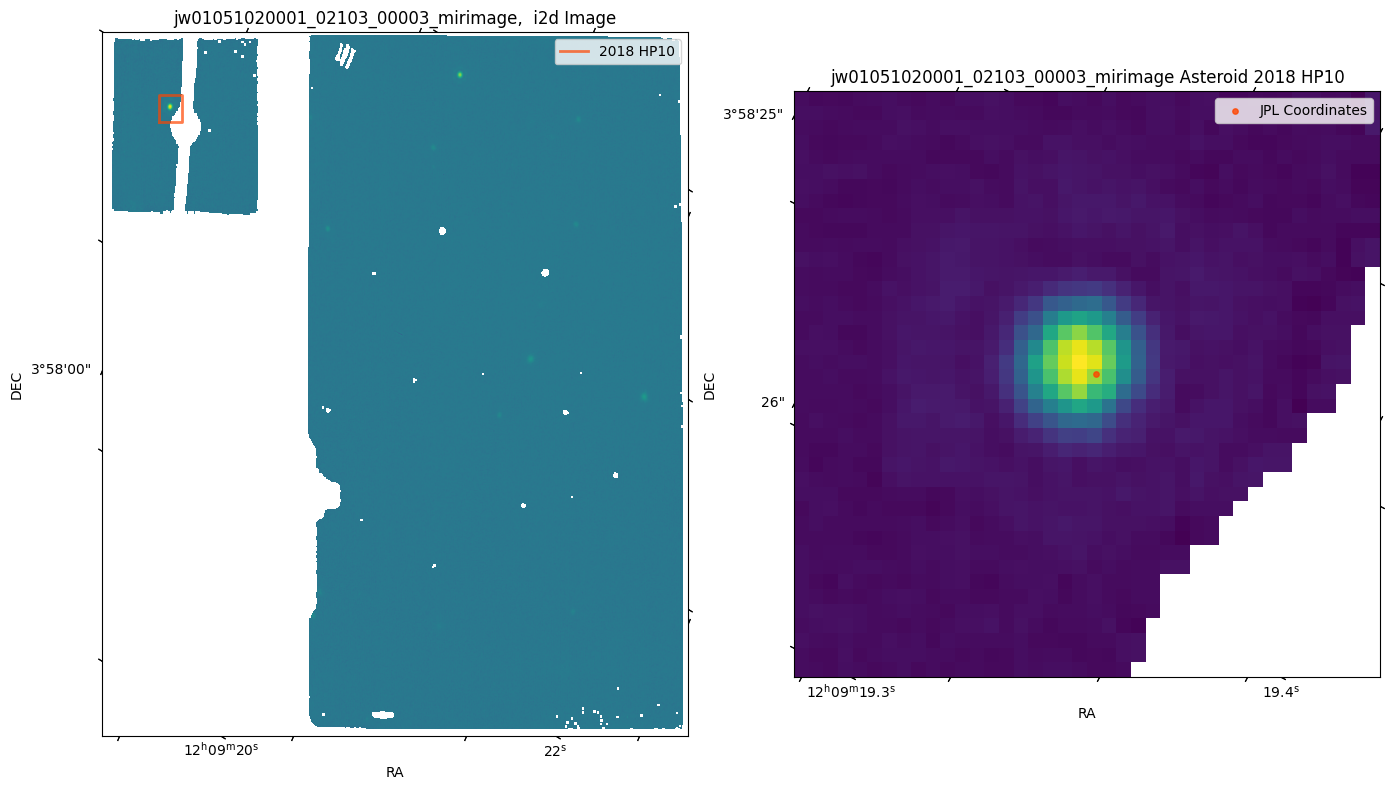 jw01051020001_02103_00003_mirimage,  i2d Image
2018 HP10
DEC
3°58'00"
12ʰ09ᵐ20ˢ
22ˢ
RA
jw01051020001_02103_00003_mirimage Asteroid 2018 HP10
JPL Coordinates
3°58'25"
26"
DEC
12ʰ09ᵐ19.3ˢ
19.4ˢ
RA